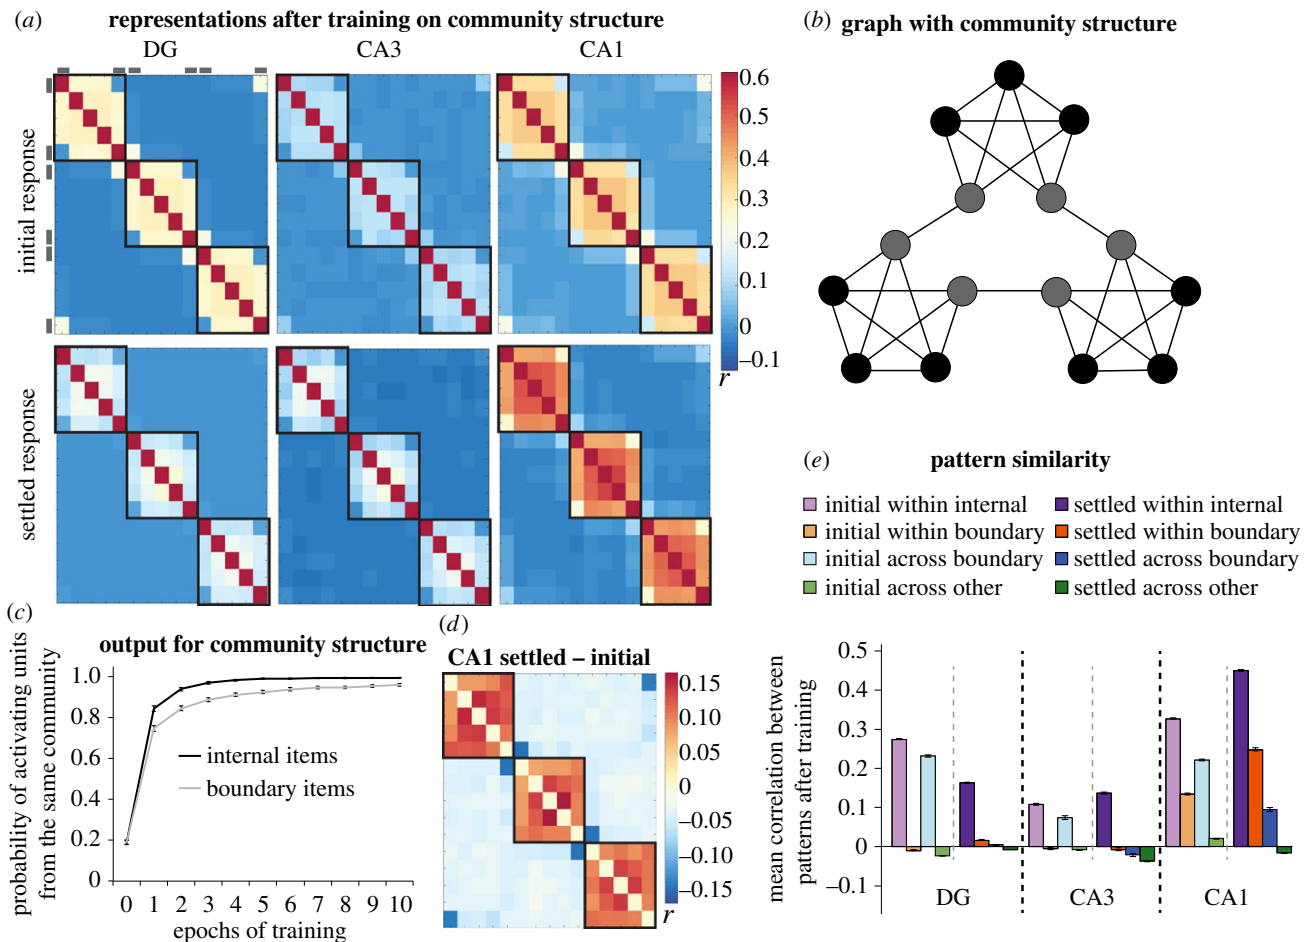 (a) representations after training on community structure
DG CA3 CA1
initial response
settled response
0.6
0.5
0.4
0.3
0.2
0.1
0
–0.1
r
(b) graph with community structure
(c) output for community structure
probability of activating units
from the same community
1.0
0.8
0.6
0.4
0.2
0
internal items
boundary items
0 1 2 3 4 5 6 7 8 9 10
epochs of training
(d)
CA1 settled – initial
0.15
0.10
0.05
0
–0.05
–0.10
–0.15
r
(e) pattern similarity
initial within internal
initial within boundary
initial across boundary
initial across other
settled within internal
settled within boundary
settled across boundary
settled across other
mean correlation between
patterns after training
0.5
0.4
0.3
0.2
0.1
0
–0.1
DG CA3 CA1